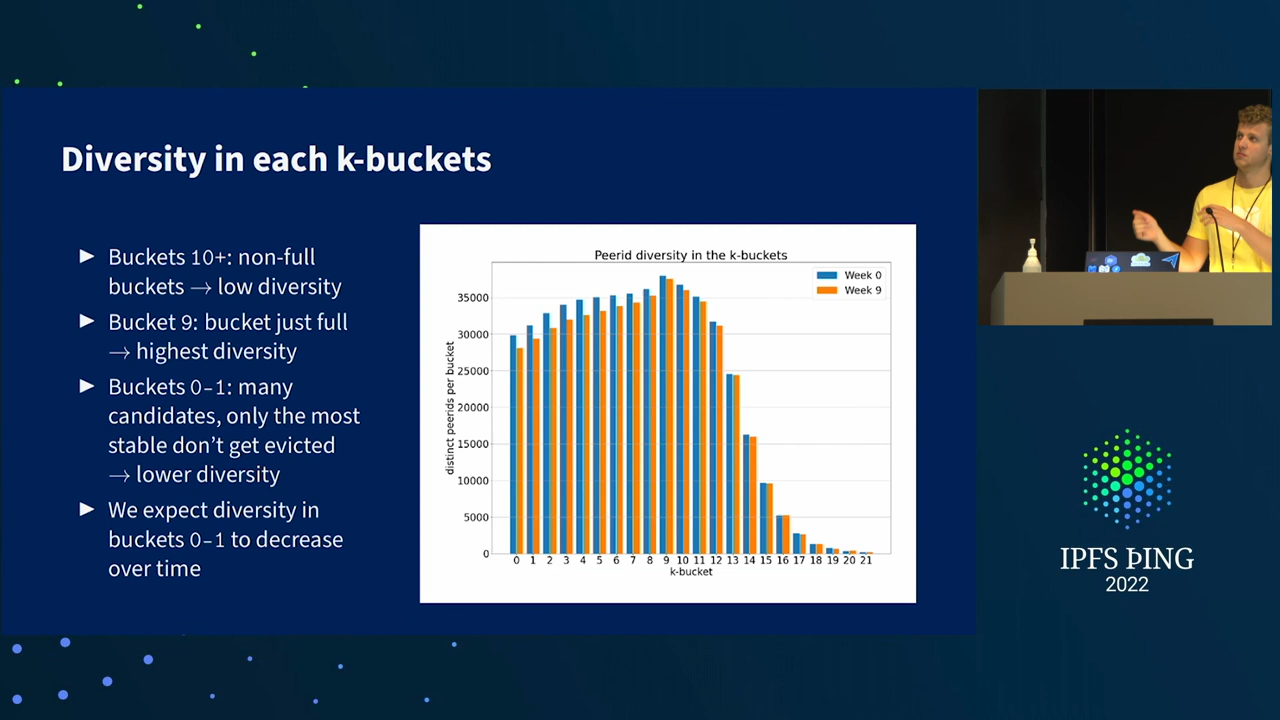 Diversity in each k-buckets
► Buckets 10+: non-full
buckets → low diversity
► Bucket 9: bucket just full
→ highest diversity
► Buckets 0–1: many
candidates, only the most
stable don’t get evicted
→ lower diversity
► We expect diversity in
buckets 0–1 to decrease
over time
Peerid diversity in the k-buckets
Week 0
Week 9
distinct peerids per bucket
35000
30000
25000
20000
15000
10000
5000
0
0 1 2 3 4 5 6 7 8 9 10 11 12 13 14 15 16 17 18 19 20 21
k-bucket
IPFS ÞING
2022